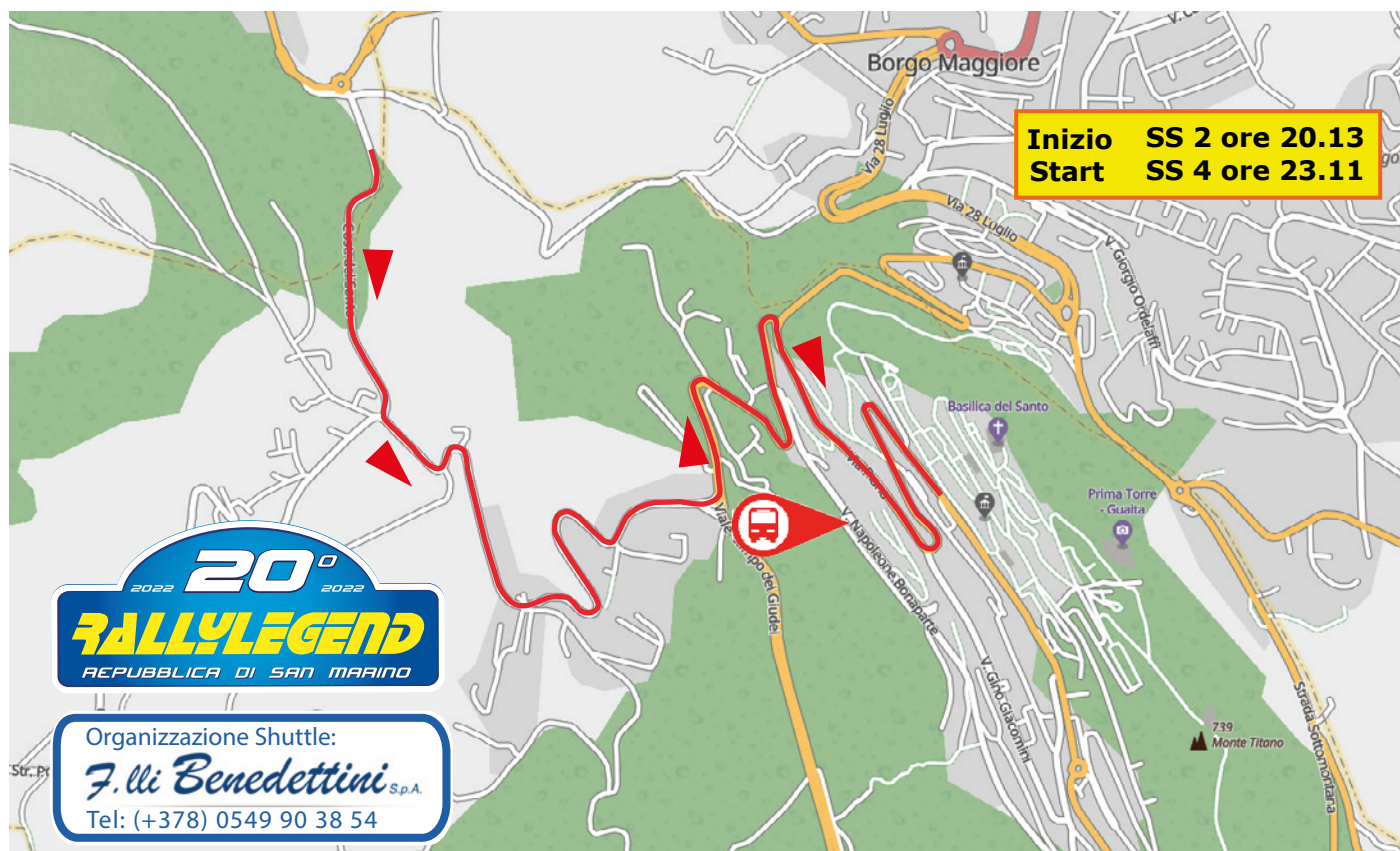 V. C
Borgo Maggiore
Via 28 Luglio
Inizio SS 2 ore 20.13
Start SS 4 ore 23.11
go
Via 28 Luglio
V. Giorgio Ordelaffi
Basilica del Santo
Prima Torre
- Guaita
V. Napoleone Bonaparte
V. Gino Giacomini
739
Monte Titano
Strada Sottomontana
20°
2022 2022
RALLYLEGEND
REPUBBLICA DI SAN MARINO
Organizzazione Shuttle:
F.lli Benedettini S.p.A.
Tel: (+378) 0549 90 38 54